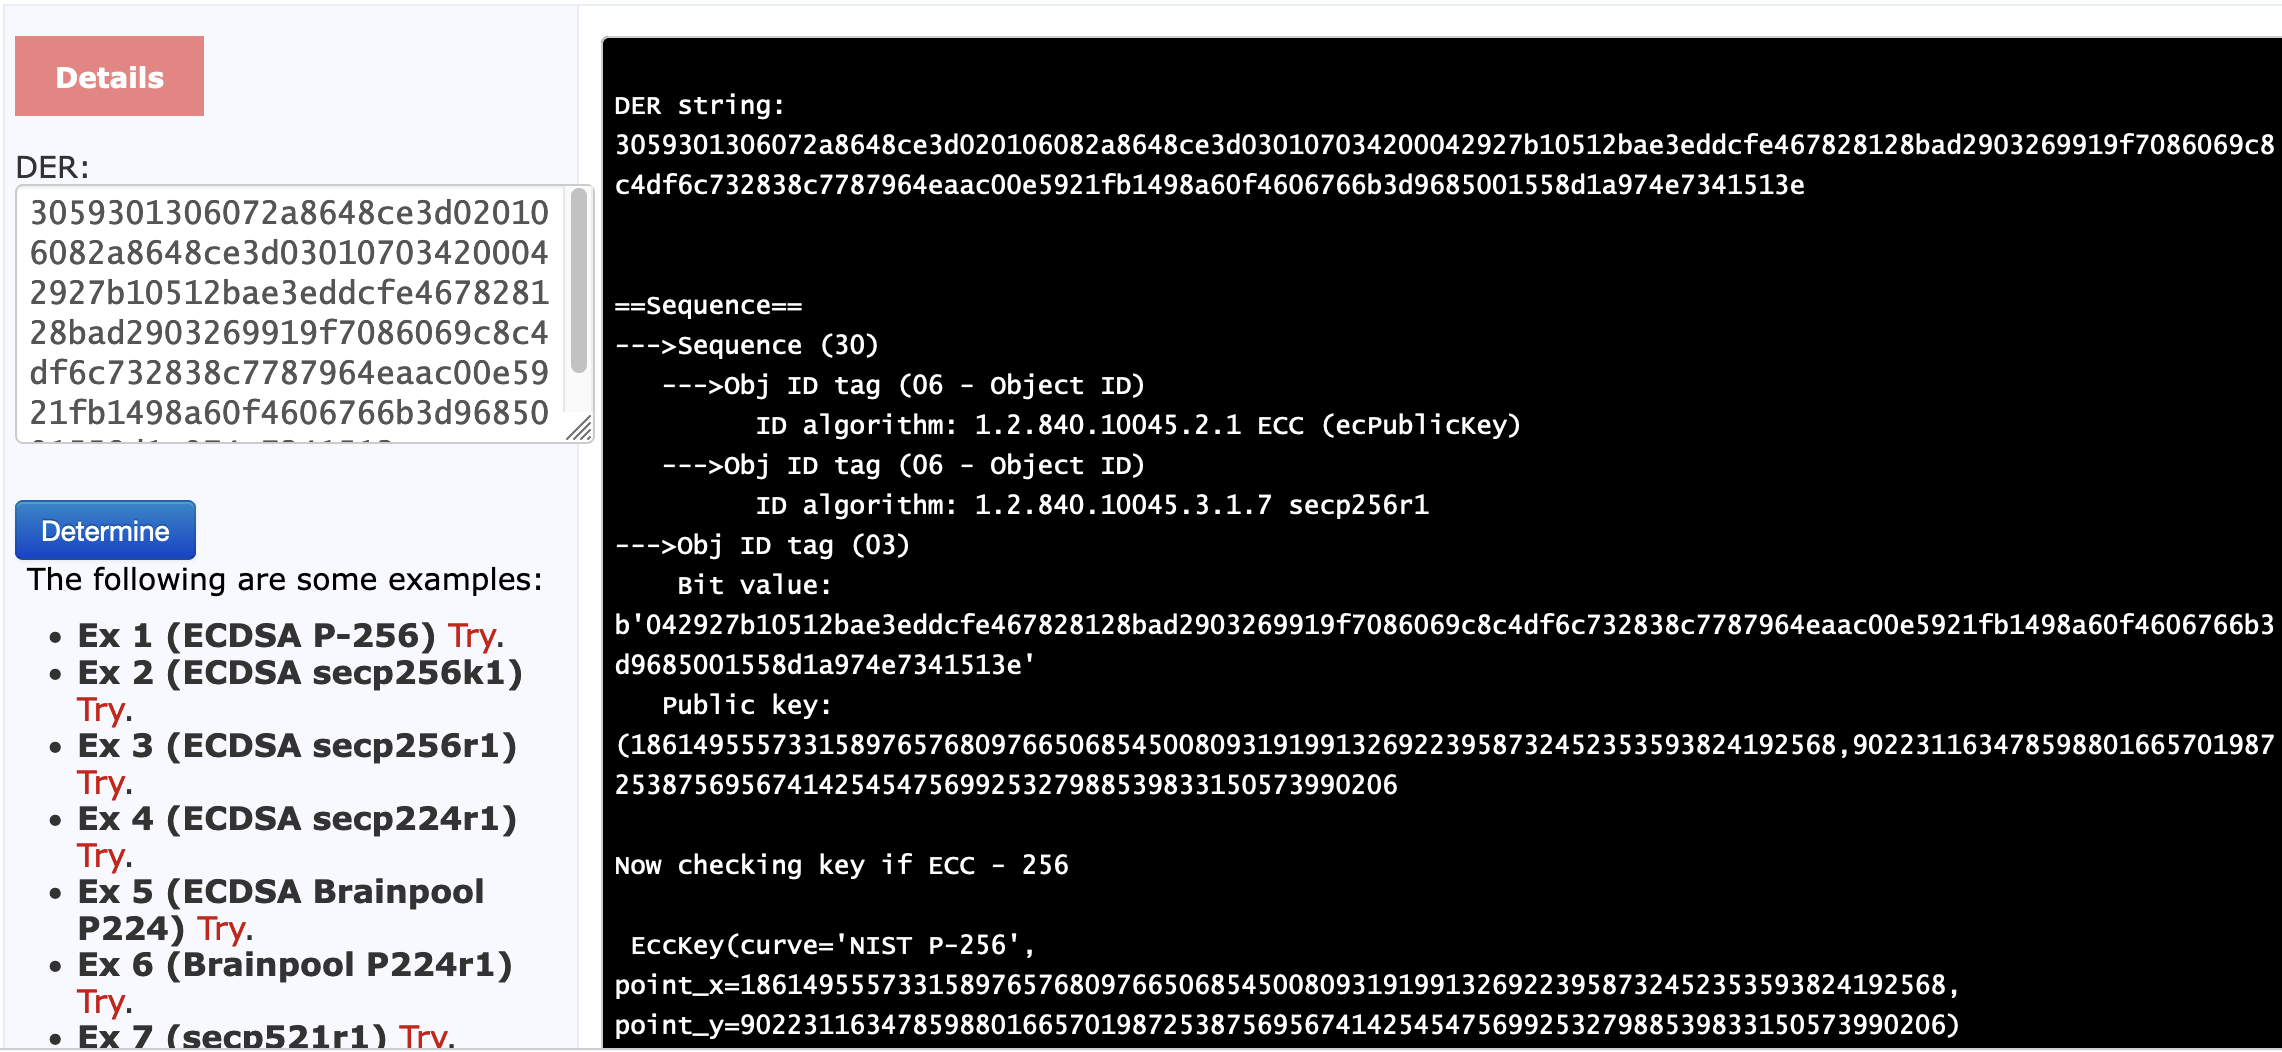 Details
DER:
3059301306072a8648ce3d02010
6082a8648ce3d03010703420004
2927b10512bae3eddcfe4678281
28bad2903269919f7086069c8c4
df6c732838c7787964eaac00e59
21fb1498a60f4606766b3d96850
Determine
The following are some examples:
• Ex 1 (ECDSA P-256) Try.
• Ex 2 (ECDSA secp256k1)
Try.
• Ex 3 (ECDSA secp256r1)
Try.
• Ex 4 (ECDSA secp224r1)
Try.
• Ex 5 (ECDSA Brainpool
P224) Try.
• Ex 6 (Brainpool P224r1)
Try.
• Ex 7 (secp521r1) Try.
DER string:
3059301306072a8648ce3d020106082a8648ce3d030107034200042927b10512bae3eddcfe467828128bad2903269919f7086069c8
c4df6c732838c7787964eaac00e5921fb1498a60f4606766b3d9685001558d1a974e7341513e
==Sequence==
--->Sequence (30)
--->Obj ID tag (06 - Object ID)
ID algorithm: 1.2.840.10045.2.1 ECC (ecPublicKey)
--->Obj ID tag (06 - Object ID)
ID algorithm: 1.2.840.10045.3.1.7 secp256r1
--->Obj ID tag (03)
Bit value:
b'042927b10512bae3eddcfe467828128bad2903269919f7086069c8c4df6c732838c7787964eaac00e5921fb1498a60f4606766b3
d9685001558d1a974e7341513e'
Public key:
(18614955573315897657680976650685450080931919913269223958732452353593824192568,90223116347859880166570198​7
25387569567414254547569925327988539833150573990206
Now checking key if ECC - 256
EccKey(curve='NIST P-256',
point_x=18614955573315897657680976650685450080931919913269223958732452353593824192568,
point_y=90223116347859880166570198725387569567414254547569925327988539833150573990206)